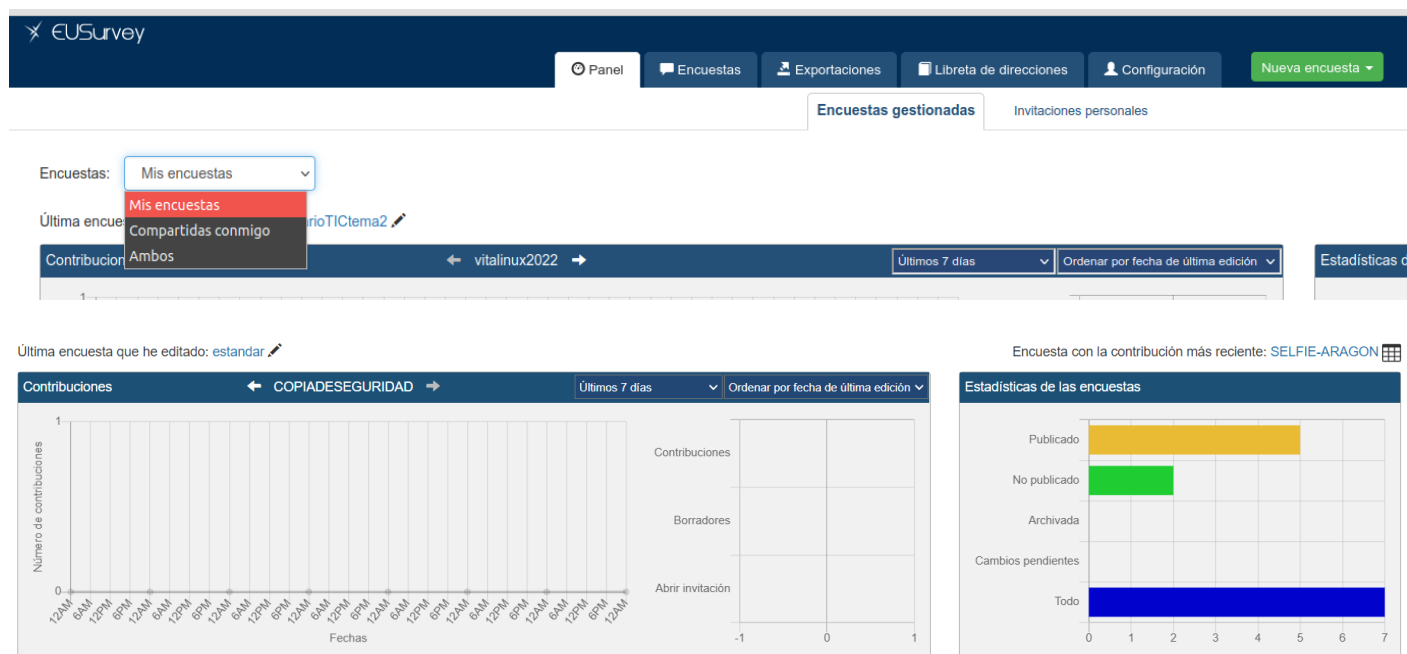 EUSurvey
Panel Encuestas Exportaciones Libreta de direcciones Configuración Nueva encuesta
Encuestas gestionadas Invitaciones personales
Encuestas: Mis encuestas
Mis encuestas
Compartidas conmigo
Ambos
Última encue rioTICtema2
Contribucion vitalinux2022 Últimos 7 días Ordenar por fecha de última edición Estadísticas d
1
Última encuesta que he editado: estandar Encuesta con la contribución más reciente: SELFIE-ARAGON
Contribuciones COPIADESEGURIDAD Últimos 7 días Ordenar por fecha de última edición Estadísticas de las encuestas
1
0
Número de contribuciones
12AM 6AM 12PM 6PM 12AM 6AM 12PM 6PM 12AM 6AM 12PM 6PM 12AM 6AM 12PM 6PM 12AM 6AM 12PM 6PM 12AM 6AM 12PM 6PM 12AM 6AM 12PM 6PM 12AM
Fechas
Contribuciones
Borradores
Abrir invitación
-1 0 1
Publicado
No publicado
Archivada
Cambios pendientes
Todo
0 1 2 3 4 5 6 7